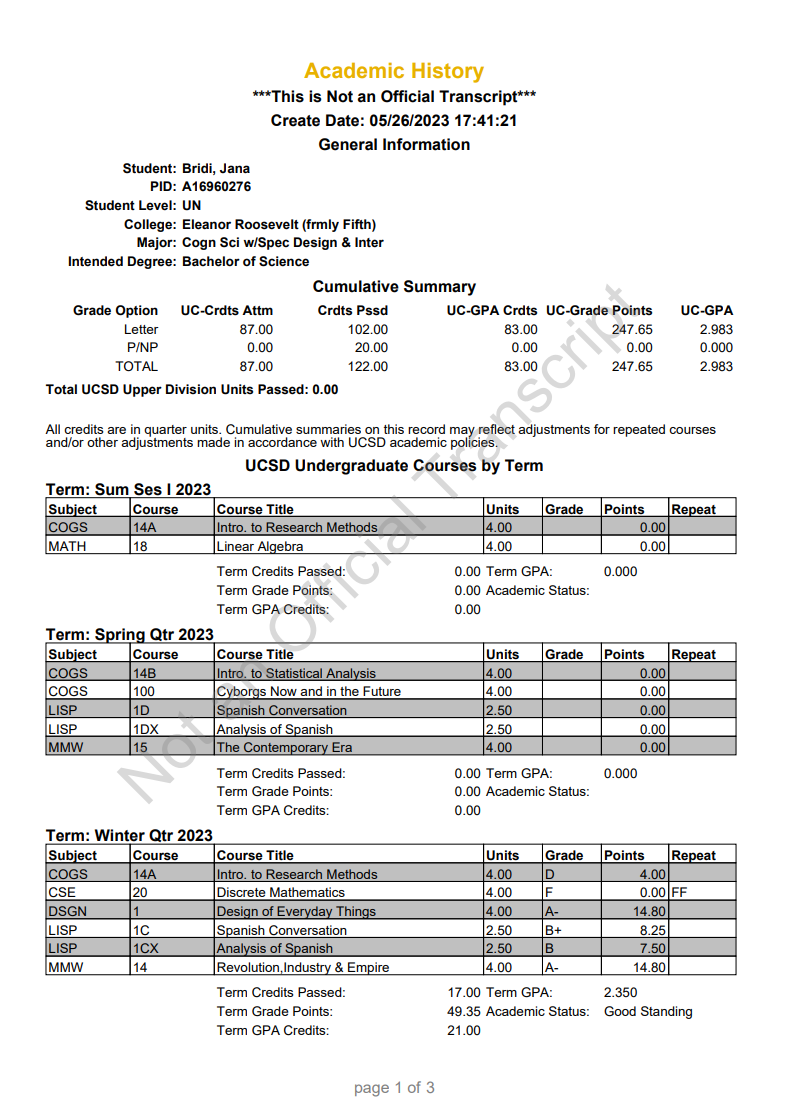 Academic History
***This is Not an Official Transcript***
Create Date: 05/26/2023 17:41:21
General Information
Student: Bridi, Jana
PID: A16960276
Student Level: UN
College: Eleanor Roosevelt (frmly Fifth)
Major: Cogn Sci w/Spec Design & Inter
Intended Degree: Bachelor of Science
Cumulative Summary
Grade Option UC-Crdts Attm Crdts Pssd UC-GPA Crdts UC-Grade Points UC-GPA
Letter 87.00 102.00 83.00 247.65 2.983
P/NP 0.00 20.00 0.00 0.00 0.000
TOTAL 87.00 122.00 83.00 247.65 2.983
Total UCSD Upper Division Units Passed: 0.00
All credits are in quarter units. Cumulative summaries on this record may reflect adjustments for repeated courses
and/or other adjustments made in accordance with UCSD academic policies.
UCSD Undergraduate Courses by Term
Term: Sum Ses I 2023
Subject Course Course Title Units Grade Points Repeat
COGS 14A Intro. to Research Methods 4.00 0.00
MATH 18 Linear Algebra 4.00 0.00
Term Credits Passed: 0.00 Term GPA: 0.000
Term Grade Points: 0.00 Academic Status:
Term GPA Credits: 0.00
Term: Spring Qtr 2023
Subject Course Course Title Units Grade Points Repeat
COGS 14B Intro. to Statistical Analysis 4.00 0.00
COGS 100 Cyborgs Now and in the Future 4.00 0.00
LISP 1D Spanish Conversation 2.50 0.00
LISP 1DX Analysis of Spanish 2.50 0.00
MMW 15 The Contemporary Era 4.00 0.00
Term Credits Passed: 0.00 Term GPA: 0.000
Term Grade Points: 0.00 Academic Status:
Term GPA Credits: 0.00
Term: Winter Qtr 2023
Subject Course Course Title Units Grade Points Repeat
COGS 14A Intro. to Research Methods 4.00 D 4.00
CSE 20 Discrete Mathematics 4.00 F 0.00 FF
DSGN 1 Design of Everyday Things 4.00 A- 14.80
LISP 1C Spanish Conversation 2.50 B+ 8.25
LISP 1CX Analysis of Spanish 2.50 B 7.50
MMW 14 Revolution,Industry & Empire 4.00 A- 14.80
Term Credits Passed: 17.00 Term GPA: 2.350
Term Grade Points: 49.35 Academic Status: Good Standing
Term GPA Credits: 21.00
Not an Official Transcript
page 1 of 3